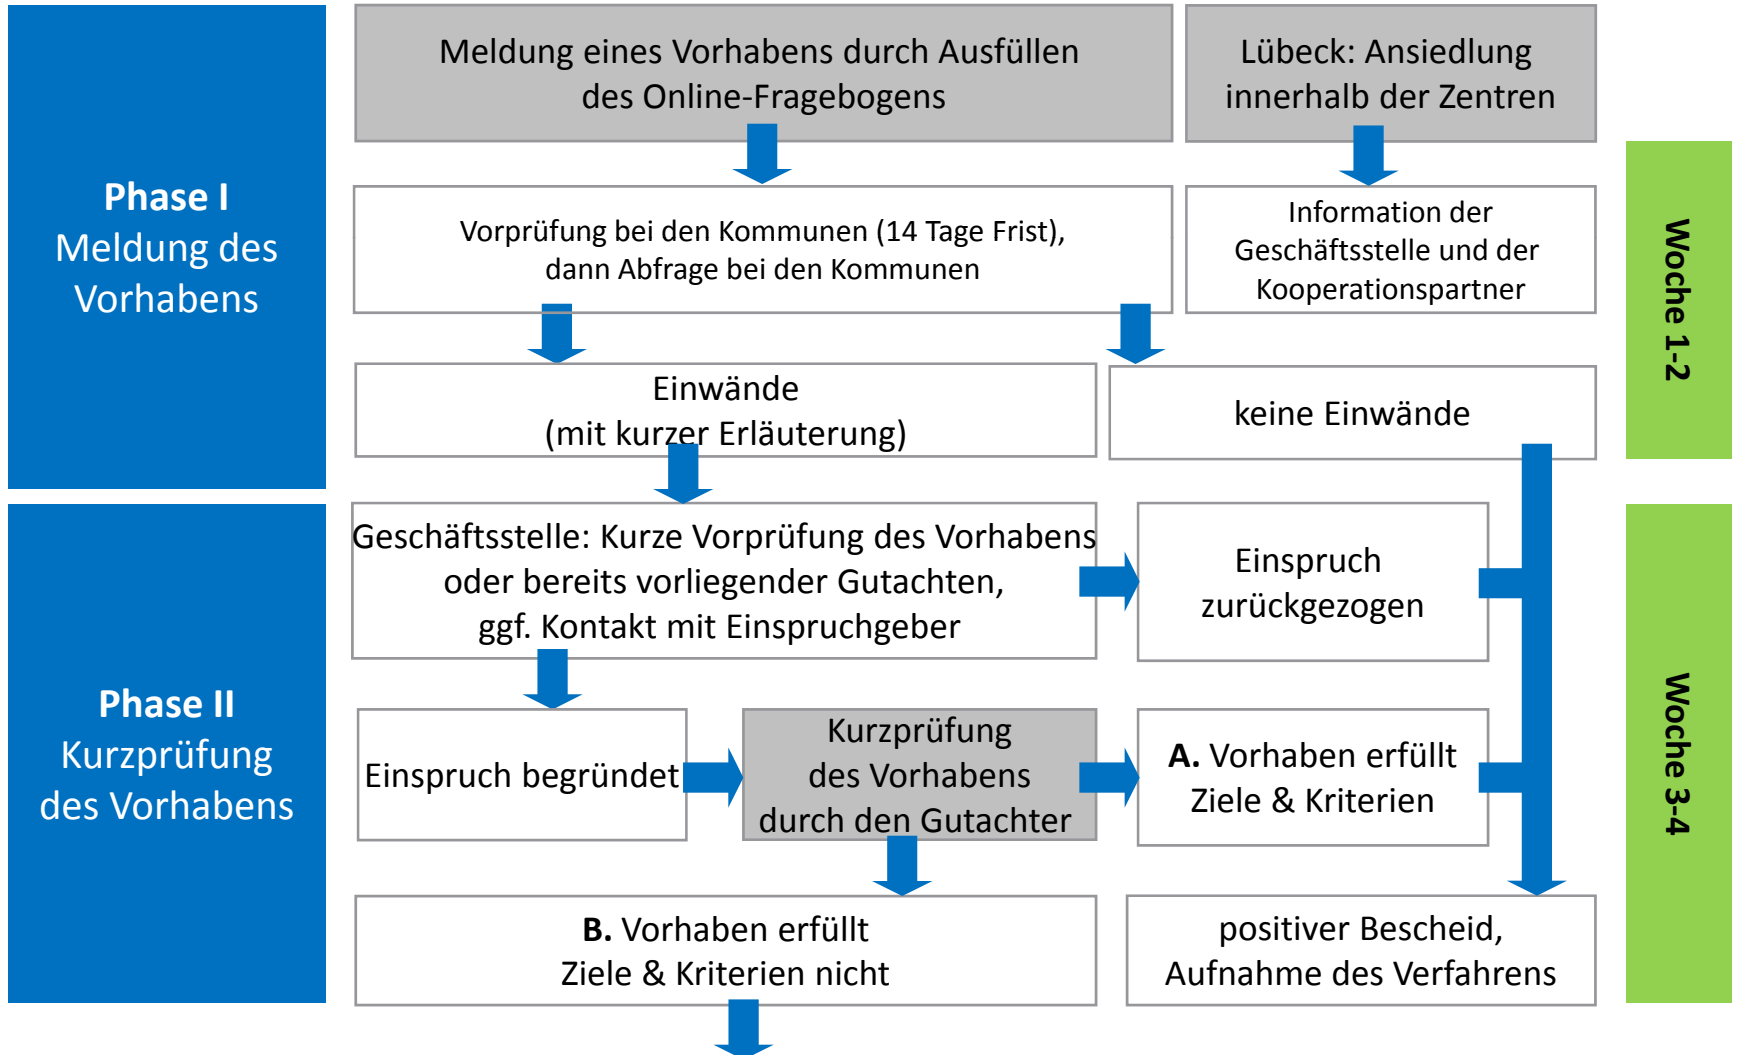 Meldung eines Vorhabens durch Ausfüllen
des Online-Fragebogens
Lübeck: Ansiedlung
innerhalb der Zentren
Phase I
Meldung des
Vorhabens
Vorprüfung bei den Kommunen (14 Tage Frist),
dann Abfrage bei den Kommunen
Information der
Geschäftsstelle und der
Kooperationspartner
Woche 1-2
Einwände
(mit kurzer Erläuterung)
keine Einwände
Phase II
Kurzprüfung
des Vorhabens
Geschäftsstelle: Kurze Vorprüfung des Vorhabens
oder bereits vorliegender Gutachten,
ggf. Kontakt mit Einspruchgeber
Einspruch
zurückgezogen
Woche 3-4
Einspruch begründet
Kurzprüfung
des Vorhabens
durch den Gutachter
A. Vorhaben erfüllt
Ziele & Kriterien
B. Vorhaben erfüllt
Ziele & Kriterien nicht
positiver Bescheid,
Aufnahme des Verfahrens